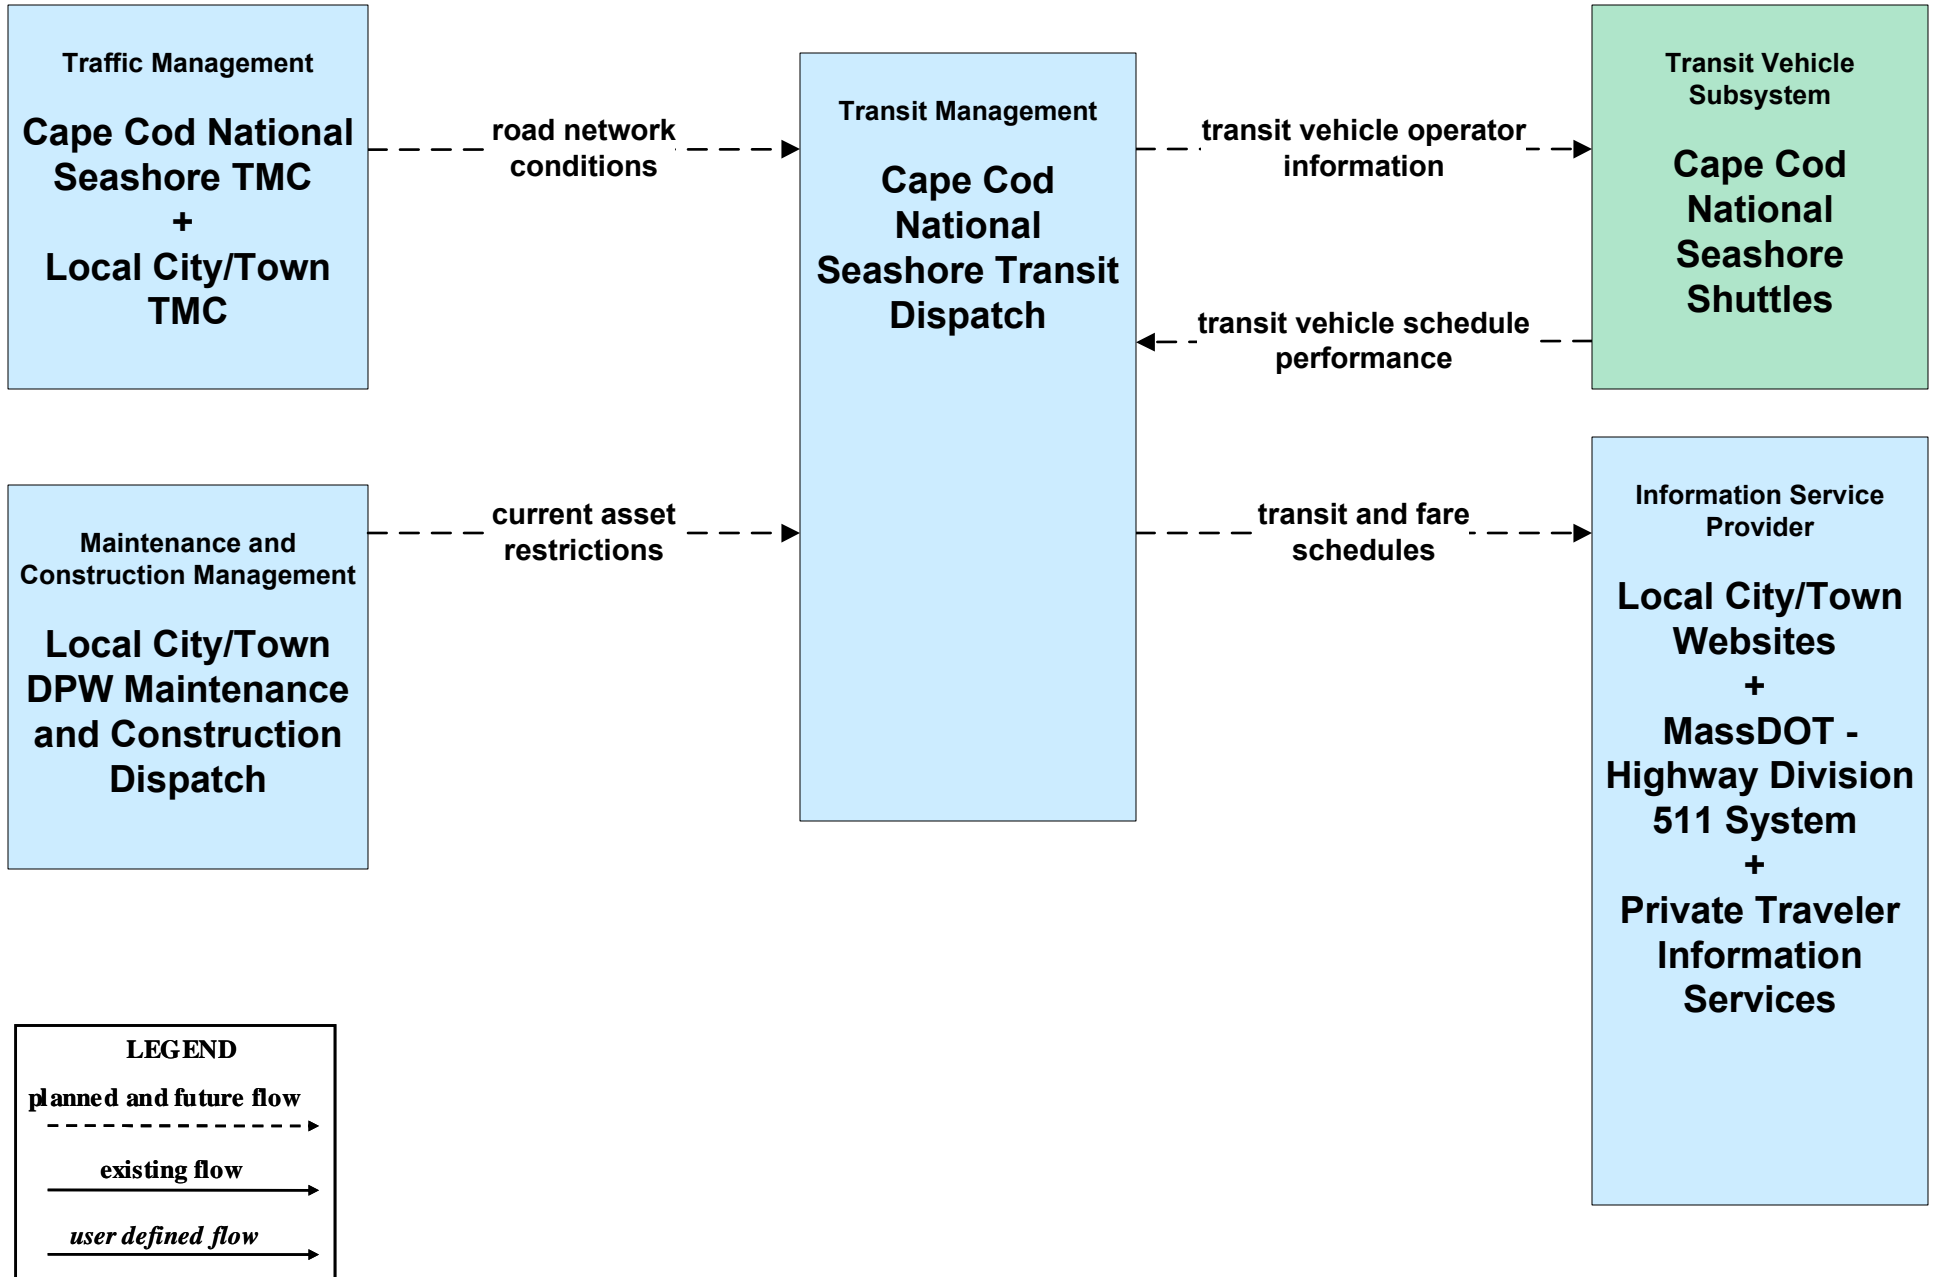 Traffic Management
Cape Cod National
Seashore TMC
+
Local City/Town
TMC
road network
conditions
Transit Management
Cape Cod
National
Seashore Transit
Dispatch
transit vehicle operator
information
Transit Vehicle
Subsystem
Cape Cod
National
Seashore
Shuttles
transit vehicle schedule
performance
Maintenance and
Construction Management
Local City/Town
DPW Maintenance
and Construction
Dispatch
current asset
restrictions
transit and fare
schedules
Information Service
Provider
Local City/Town
Websites
+
MassDOT -
Highway Division
511 System
+
Private Traveler
Information
Services
LEGEND
planned and future flow
existing flow
user defined flow